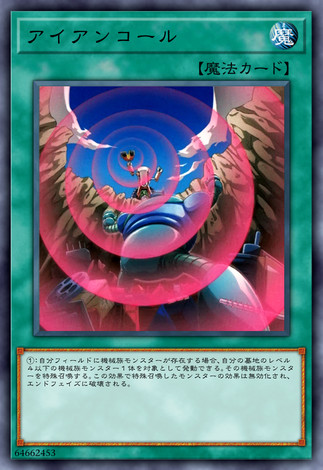 アイアンコール
魔
【魔法カード】
①：自分フィールドに機械族モンスターが存在する場合、自分の墓地のレベル
４以下の機械族モンスター１体を対象として発動できる。その機械族モンスター
を特殊召喚する。この効果で特殊召喚したモンスターの効果は無効化され、
エンドフェイズに破壊される。
64662453